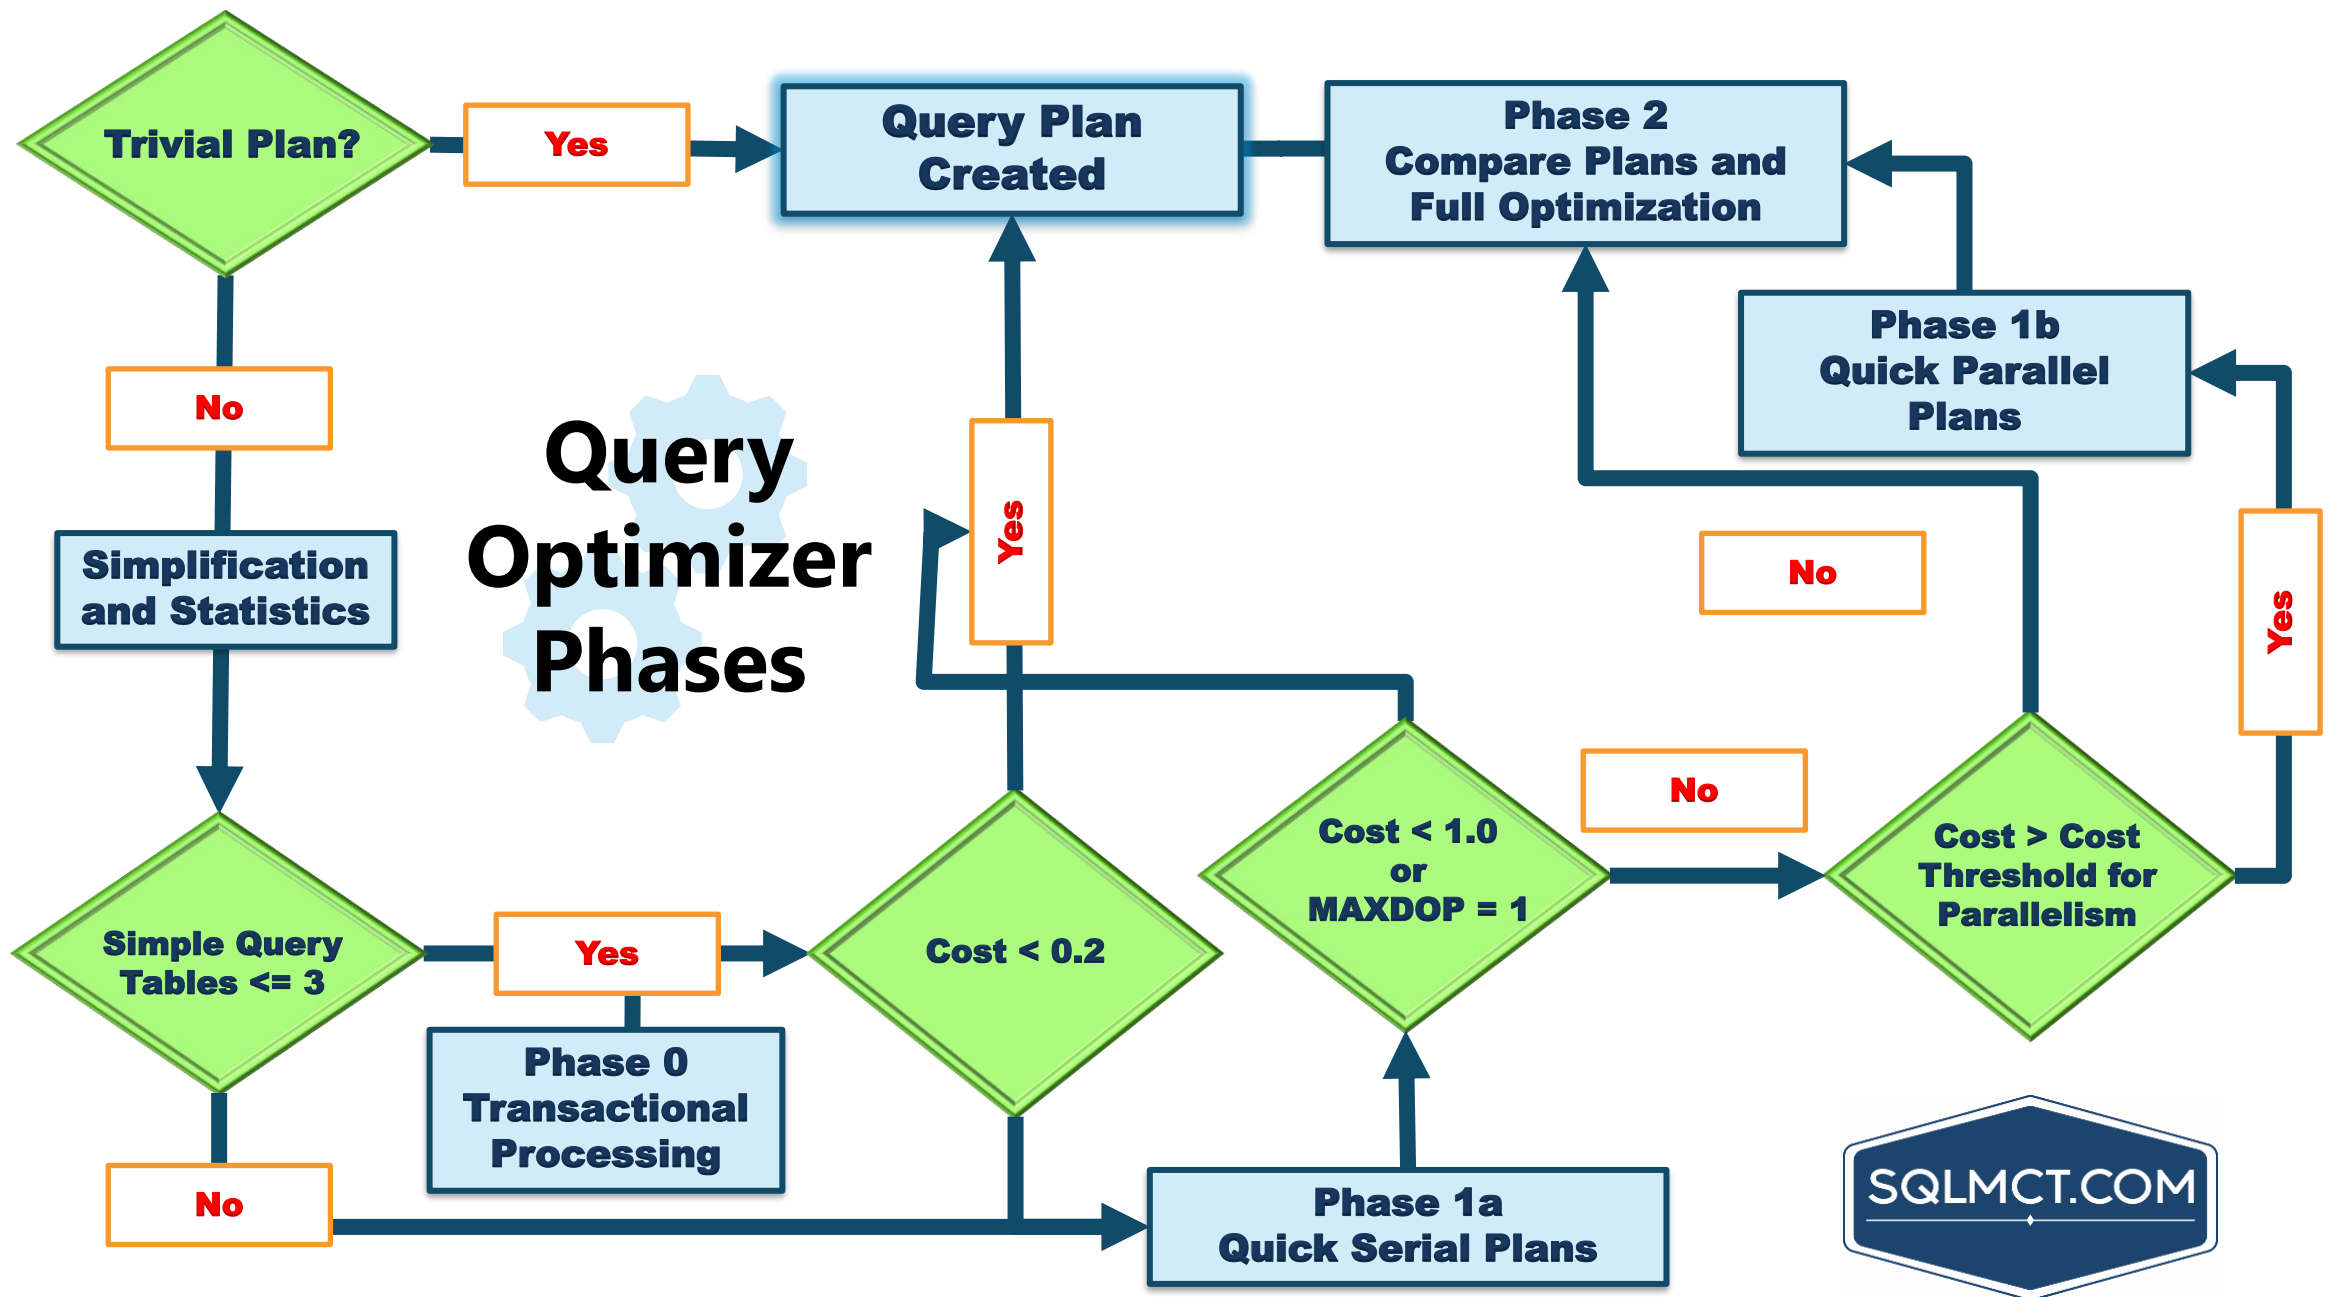 Trivial Plan?
Yes
Query Plan
Created
Phase 2
Compare Plans and
Full Optimization
No
Phase 1b
Quick Parallel
Plans
Simplification
and Statistics
Query
Optimizer
Phases
Yes
No
Yes
No
Simple Query
Tables <= 3
Yes
Phase 0
Transactional
Processing
Cost < 0.2
Cost < 1.0
or
MAXDOP = 1
Cost > Cost
Threshold for
Parallelism
No
Phase 1a
Quick Serial Plans
SQLMCT.COM